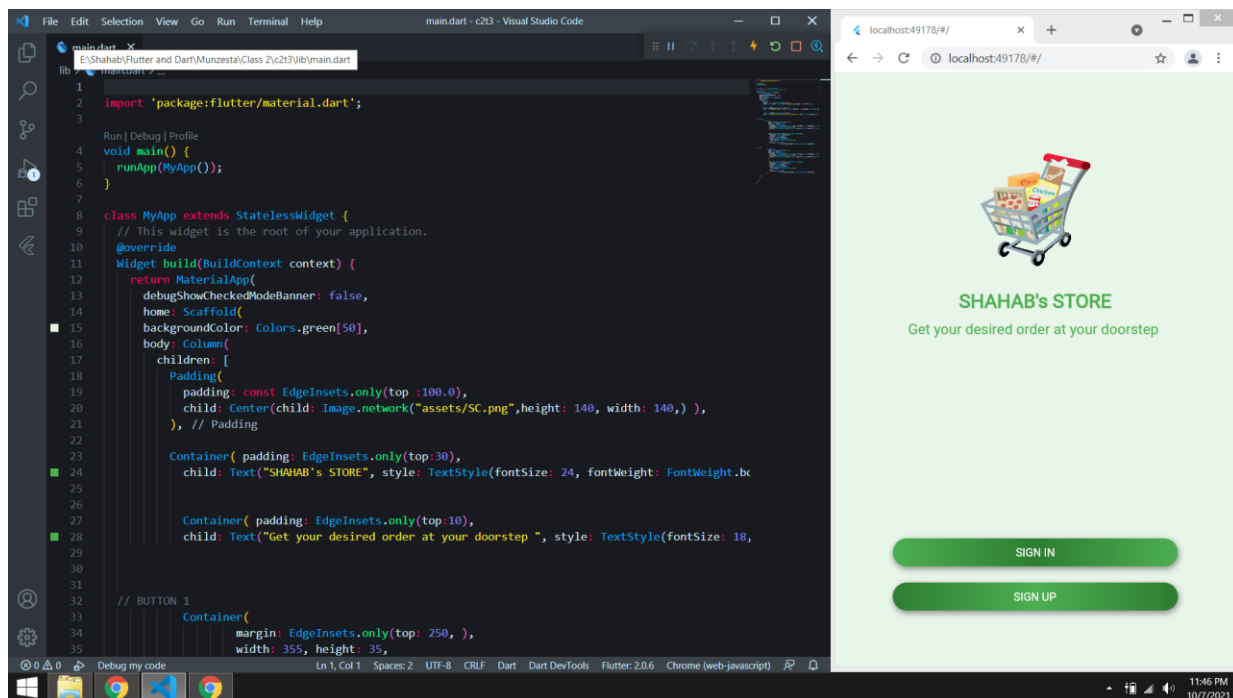 File Edit Selection View Go Run Terminal Help
main.dart - c2t3 - Visual Studio Code
main.dart
E:\Shahab\Flutter and Dart\Munzesta\Class 2\c2t3\lib\main.dart
lib > main.dart > ...
1
2 import 'package:flutter/material.dart';
3
Run | Debug | Profile
4 void main() {
5 runApp(MyApp());
6 }
7
8 class MyApp extends StatelessWidget {
9 // This widget is the root of your application.
10 @override
11 Widget build(BuildContext context) {
12 return MaterialApp(
13 debugShowCheckedModeBanner: false,
14 home: Scaffold(
15 backgroundColor: Colors.green[50],
16 body: Column(
17 children: [
18 Padding(
19 padding: const EdgeInsets.only(top :100.0),
20 child: Center(child: Image.network("assets/SC.png",height: 140, width: 140,) ),
21 ), // Padding
22
23 Container( padding: EdgeInsets.only(top:30),
24 child: Text("SHAHAB's STORE", style: TextStyle(fontSize: 24, fontWeight: FontWeight.bo
25
26
27 Container( padding: EdgeInsets.only(top:10),
28 child: Text("Get your desired order at your doorstep ", style: TextStyle(fontSize: 18,
29
30
31
32 // BUTTON 1
33 Container(
34 margin: EdgeInsets.only(top: 250, ),
35 width: 355, height: 35,
1
0 0 Debug my code
Ln 1, Col 1 Spaces: 2 UTF-8 CRLF Dart Dart DevTools Flutter: 2.0.6 Chrome (web-javascript)
localhost:49178/#/
localhost:49178/#/
Chicken
SHAHAB's STORE
Get your desired order at your doorstep
SIGN IN
SIGN UP
11:46 PM
10/7/2021